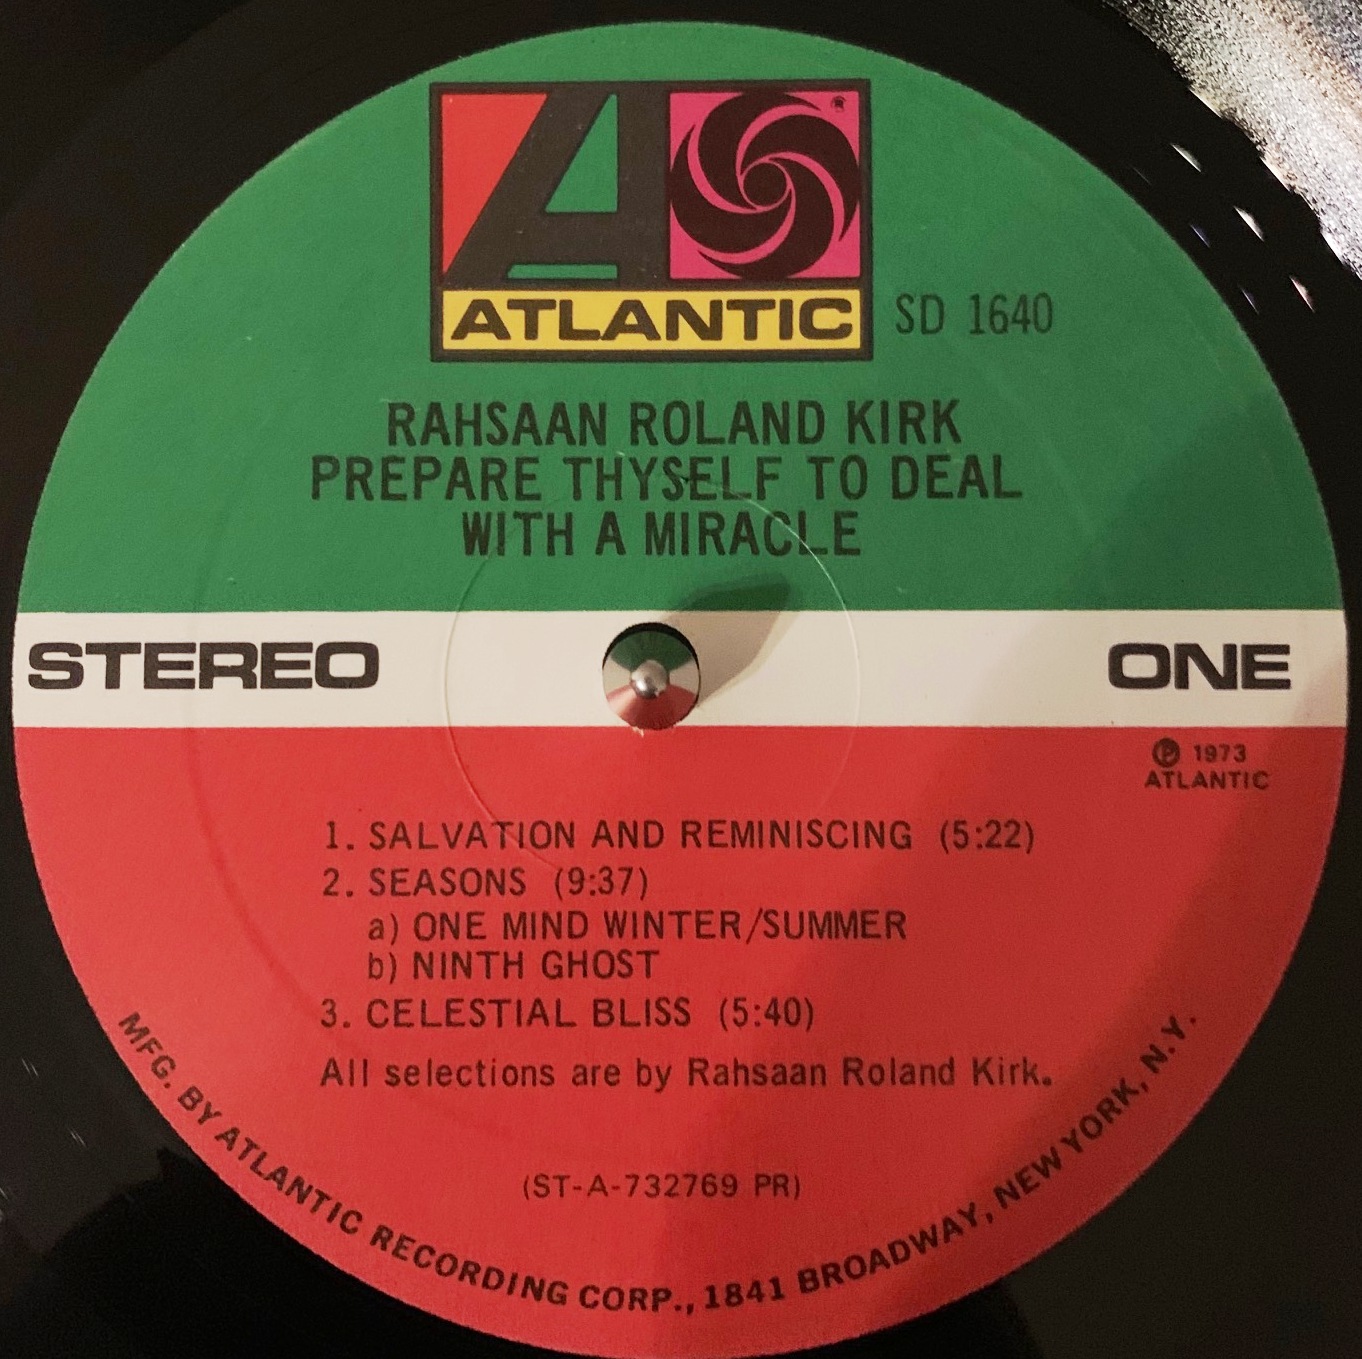 ATLANTIC
SD 1640
RAHSAAN ROLAND KIRK
PREPARE THYSELF TO DEAL
WITH A MIRACLE
STEREO
ONE
Ⓟ 1973
ATLANTIC
1. SALVATION AND REMINISCING (5:22)
2. SEASONS (9:37)
a) ONE MIND WINTER/SUMMER
b) NINTH GHOST
3. CELESTIAL BLISS (5:40)
All selections are by Rahsaan Roland Kirk.
(ST-A-732769 PR)
MFG. BY ATLANTIC RECORDING CORP., 1841 BROADWAY, NEW YORK, N.Y.